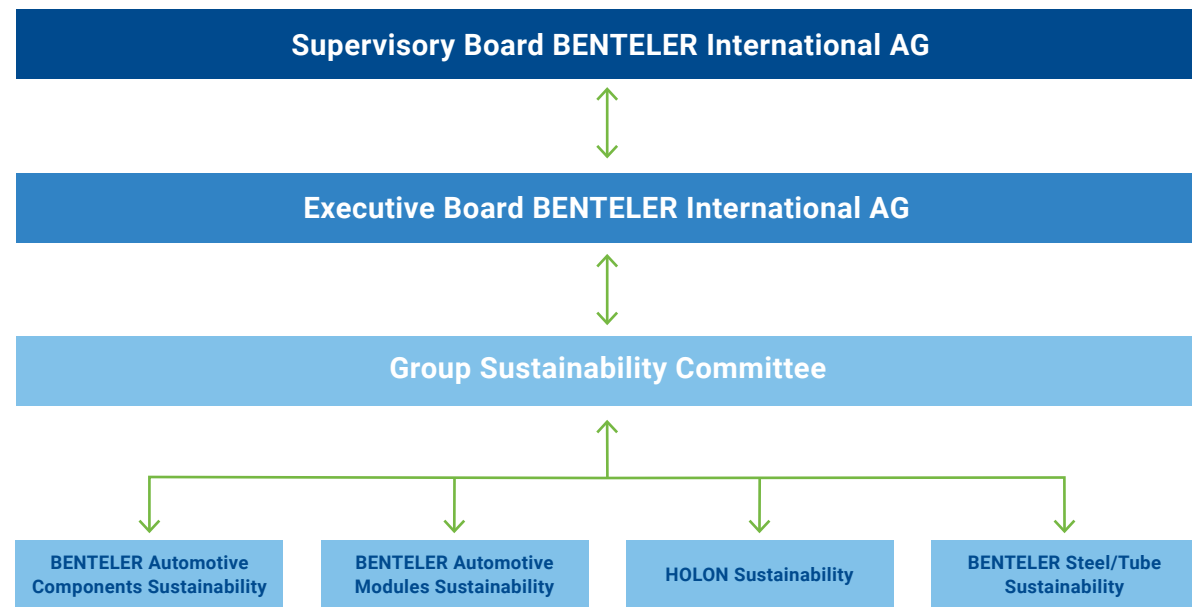 Supervisory Board BENTELER International AG
Executive Board BENTELER International AG
Group Sustainability Committee
BENTELER Automotive
Components Sustainability
BENTELER Automotive
Modules Sustainability
HOLON Sustainability
BENTELER Steel/Tube
Sustainability